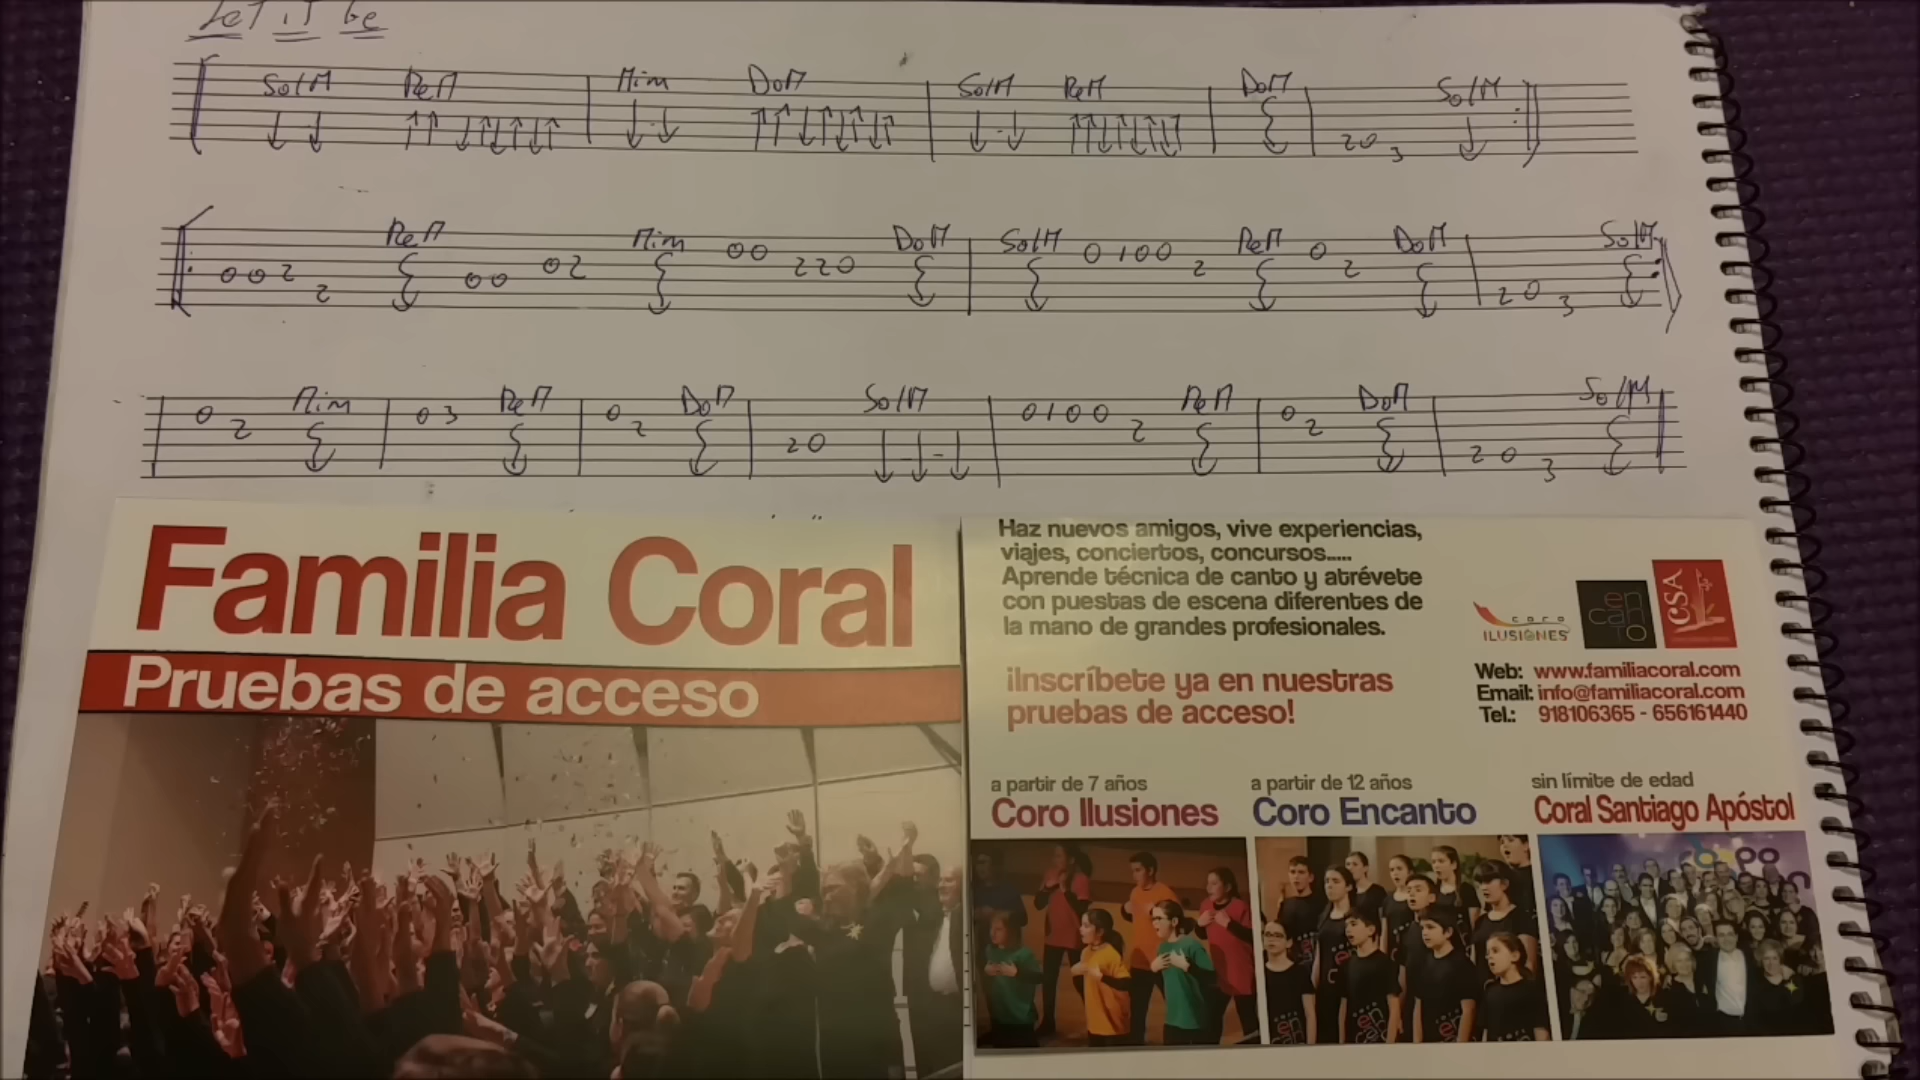 Let it be
SolM ReM Mim DoM SolM ReM DoM SolM
2 0 3
ReM Mim DoM SolM ReM DoM SolM
0 0 2 2 0 0 0 2 0 0 2 2 0 0 1 0 0 2 0 2 2 0 3
Mim ReM DoM SolM ReM DoM SolM
0 2 0 3 0 2 2 0 0 1 0 0 2 0 2 2 0 3
Familia Coral
Pruebas de acceso
Haz nuevos amigos, vive experiencias,
viajes, conciertos, concursos.....
Aprende técnica de canto y atrévete
con puestas de escena diferentes de
la mano de grandes profesionales.
¡Inscríbete ya en nuestras
pruebas de acceso!
coro
ILUSIONES
encanto
CSA
Web: www.familiacoral.com
Email: info@familiacoral.com
Tel.: 918106365 - 656161440
a partir de 7 años
Coro Ilusiones
a partir de 12 años
Coro Encanto
sin límite de edad
Coral Santiago Apóstol